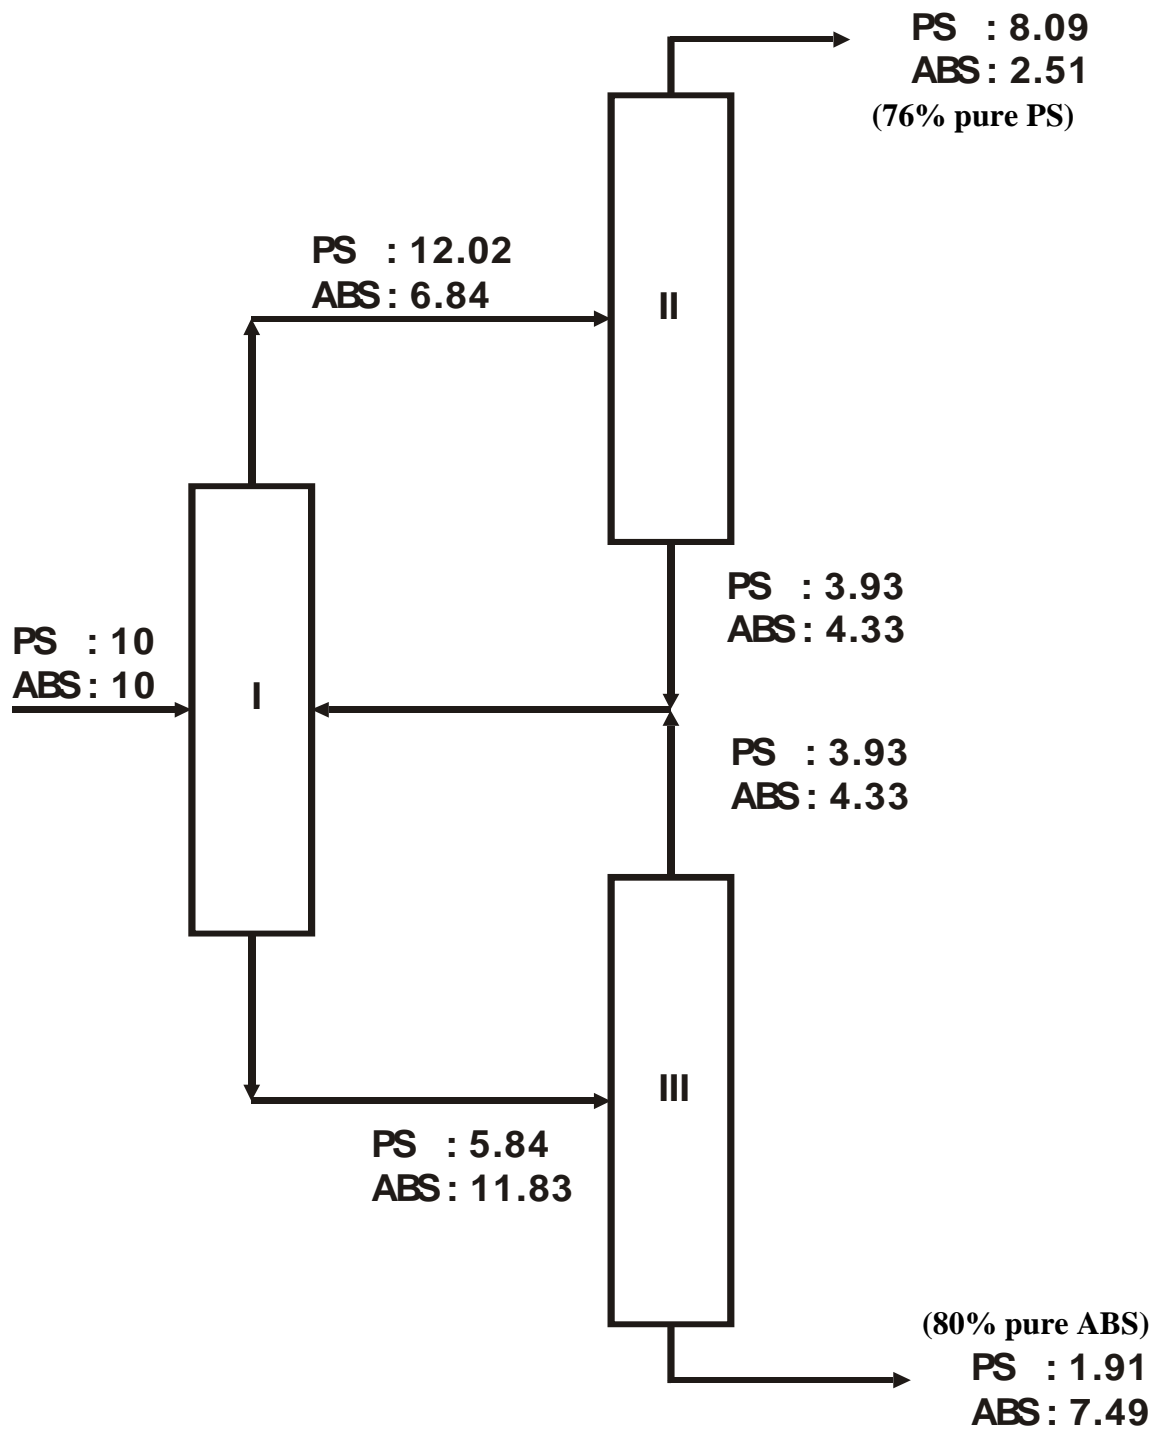 PS : 8.09
ABS : 2.51
(76% pure PS)
PS : 12.02
ABS : 6.84
II
PS : 3.93
ABS : 4.33
PS : 10
ABS : 10
I
PS : 3.93
ABS : 4.33
III
PS : 5.84
ABS : 11.83
(80% pure ABS)
PS : 1.91
ABS : 7.49